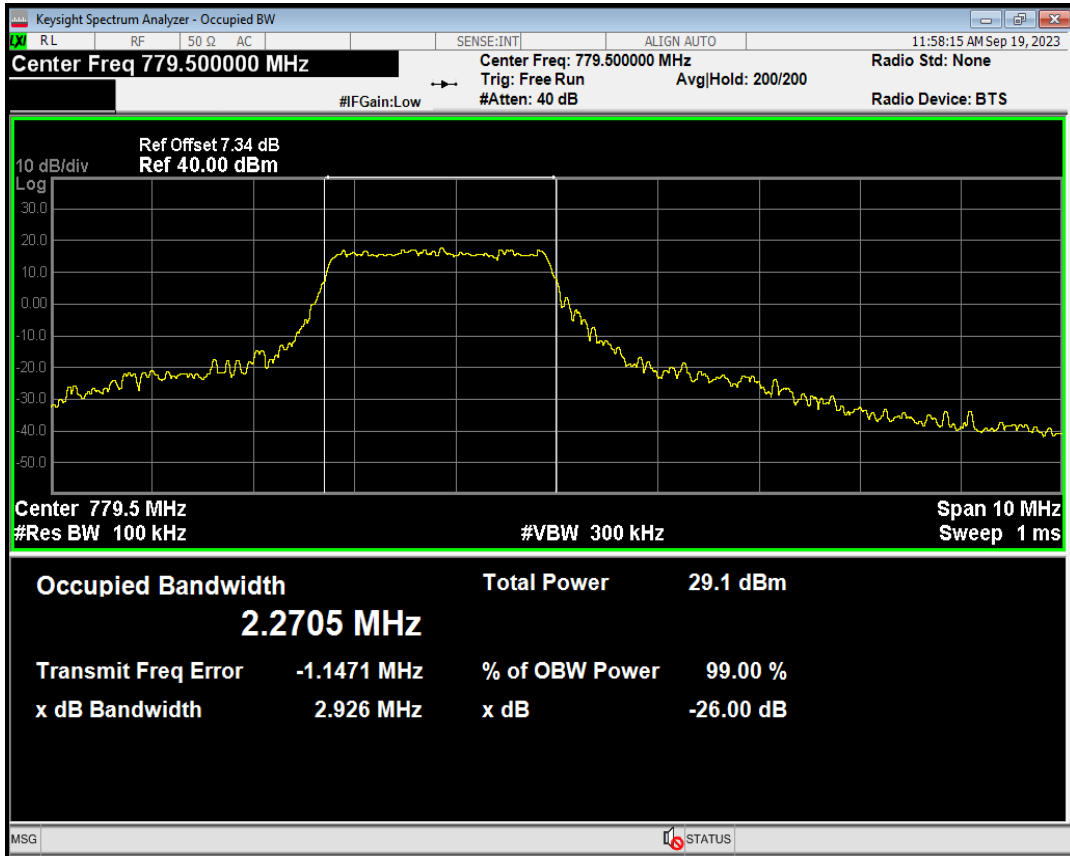 Keysight Spectrum Analyzer - Occupied BW
LXI RL RF 50 Ω AC SENSE:INT ALIGN AUTO 11:58:15 AM Sep 19, 2023
Center Freq 779.500000 MHz Center Freq: 779.500000 MHz Radio Std: None
Trig: Free Run Avg|Hold: 200/200
#IFGain:Low #Atten: 40 dB Radio Device: BTS
Ref Offset 7.34 dB
10 dB/div Ref 40.00 dBm
Log
30.0
20.0
10.0
0.00
-10.0
-20.0
-30.0
-40.0
-50.0
Center 779.5 MHz Span 10 MHz
#Res BW 100 kHz #VBW 300 kHz Sweep 1 ms
Occupied Bandwidth Total Power 29.1 dBm
2.2705 MHz
Transmit Freq Error -1.1471 MHz % of OBW Power 99.00 %
x dB Bandwidth 2.926 MHz x dB -26.00 dB
MSG STATUS